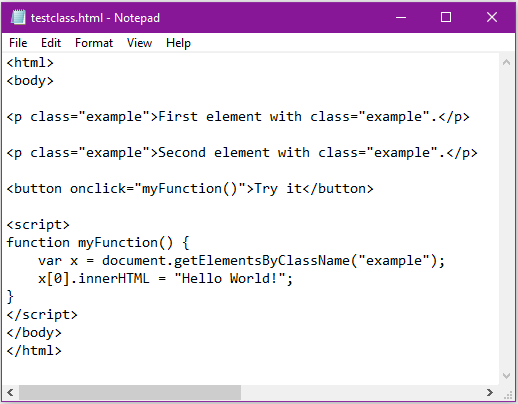 testclass.html - Notepad
File Edit Format View Help
<html>
<body>
<p class="example">First element with class="example".</p>
<p class="example">Second element with class="example".</p>
<button onclick="myFunction()">Try it</button>
<script>
function myFunction() {
    var x = document.getElementsByClassName("example");
    x[0].innerHTML = "Hello World!";
}
</script>
</body>
</html>